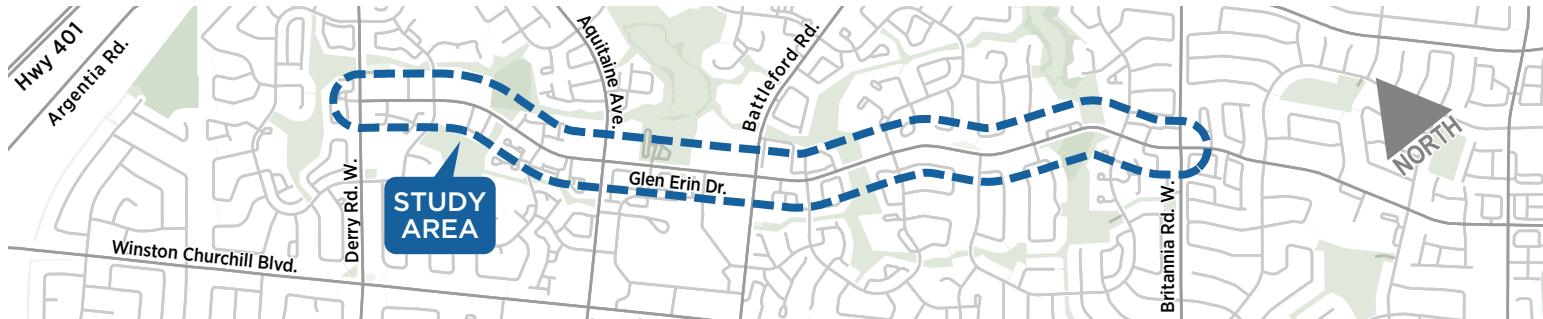 Hwy 401
Argentia Rd.
Aquitaine Ave.
Battleford Rd.
NORTH
Glen Erin Dr.
STUDY
AREA
Derry Rd. W.
Winston Churchill Blvd.
Britannia Rd. W.